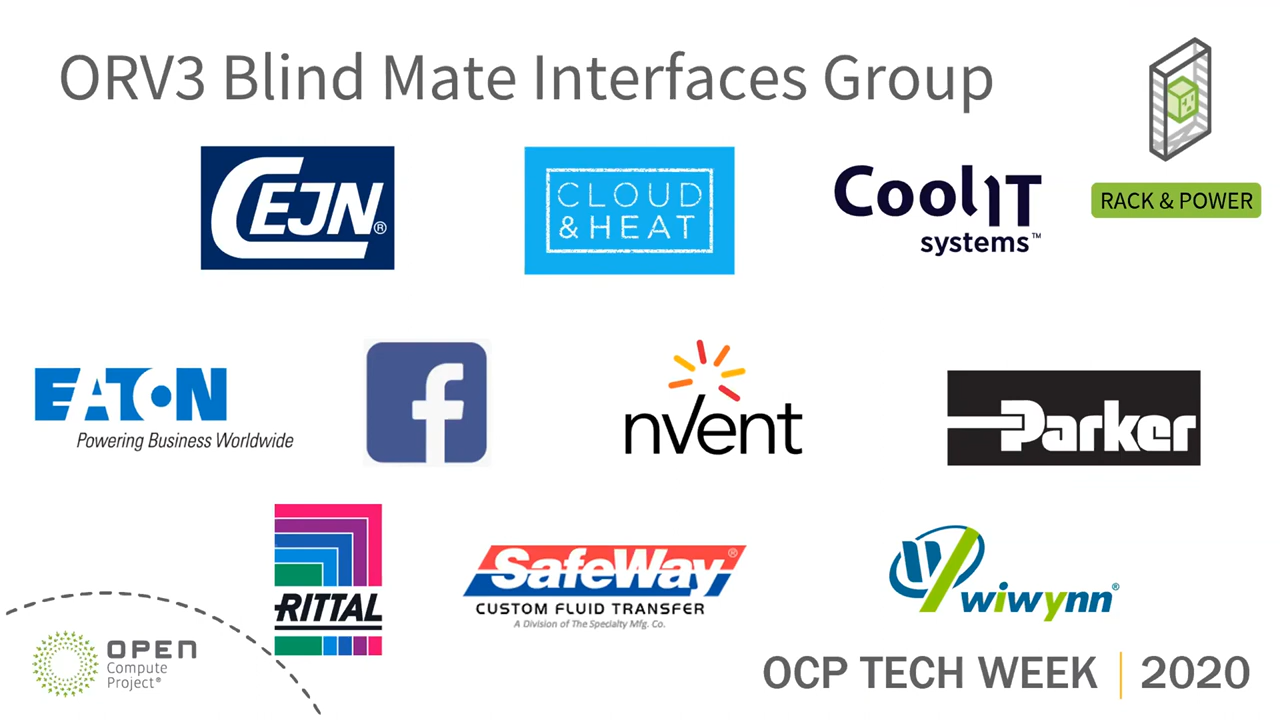 ORV3 Blind Mate Interfaces Group
CEJN®
CLOUD
& HEAT
CoolIT
systems™
RACK & POWER
EATON
Powering Business Worldwide
f
nVent
Parker
RITTAL
SafeWay®
CUSTOM FLUID TRANSFER
A Division of The Specialty Mfg. Co.
wiwynn®
OPEN
Compute
Project®
OCP TECH WEEK | 2020